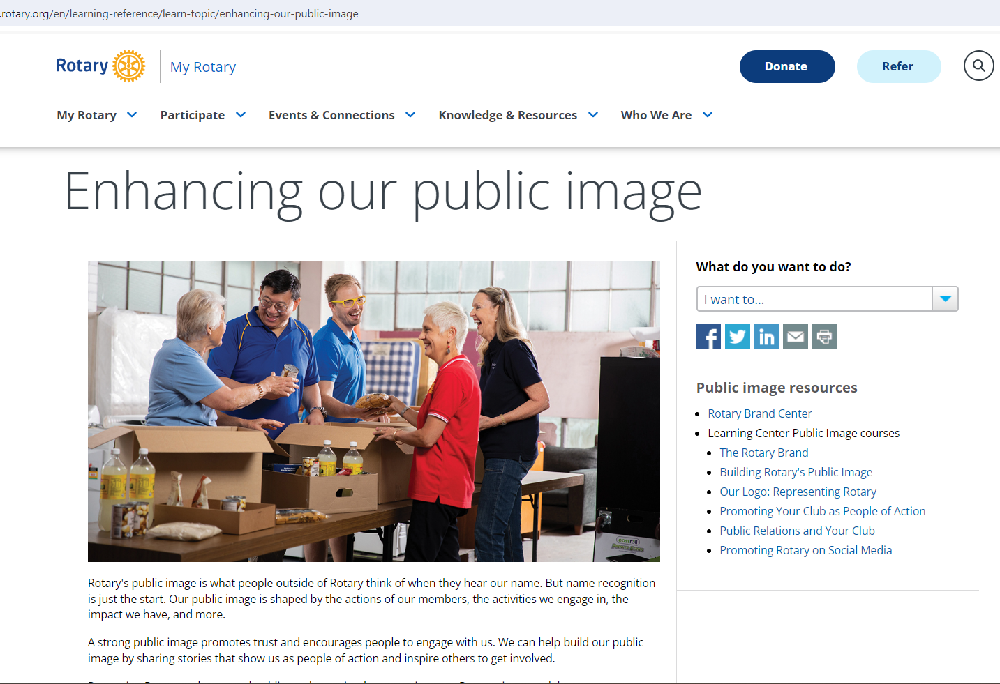 .rotary.org/en/learning-reference/learn-topic/enhancing-our-public-image
Rotary
My Rotary
Donate
Refer
My Rotary
Participate
Events & Connections
Knowledge & Resources
Who We Are
Enhancing our public image
Rotary's public image is what people outside of Rotary think of when they hear our name. But name recognition
is just the start. Our public image is shaped by the actions of our members, the activities we engage in, the
impact we have, and more.
A strong public image promotes trust and encourages people to engage with us. We can help build our public
image by sharing stories that show us as people of action and inspire others to get involved.
What do you want to do?
I want to...
Public image resources
Rotary Brand Center
Learning Center Public Image courses
The Rotary Brand
Building Rotary's Public Image
Our Logo: Representing Rotary
Promoting Your Club as People of Action
Public Relations and Your Club
Promoting Rotary on Social Media